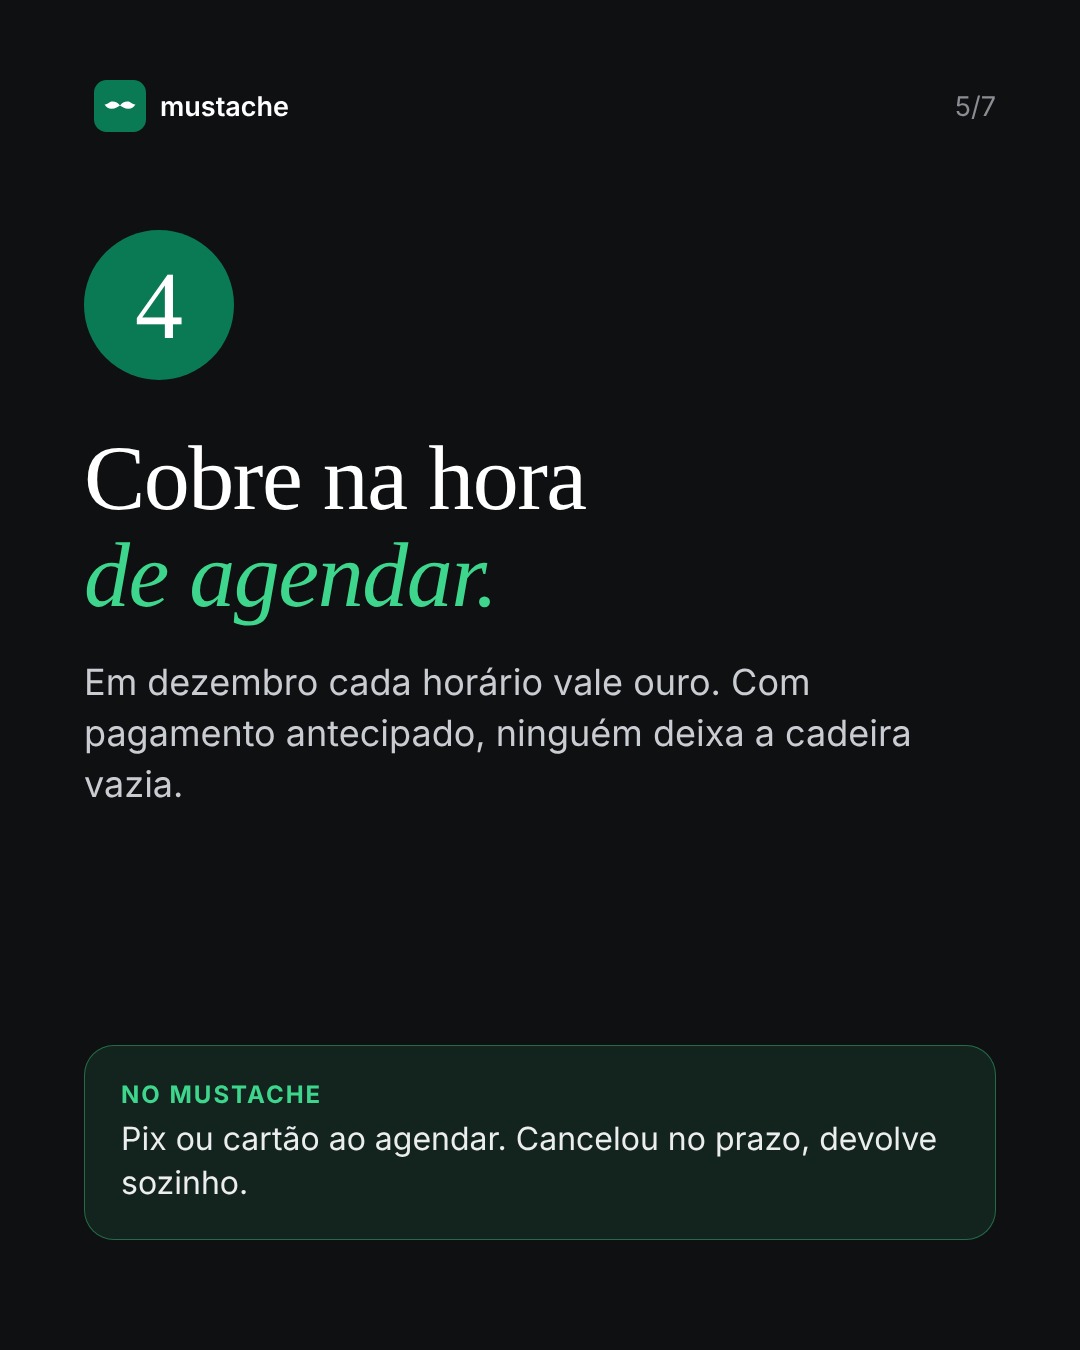 mustache
5/7
4
Cobre na hora
de agendar.
Em dezembro cada horário vale ouro. Com
pagamento antecipado, ninguém deixa a cadeira
vazia.
NO MUSTACHE
Pix ou cartão ao agendar. Cancelou no prazo, devolve
sozinho.